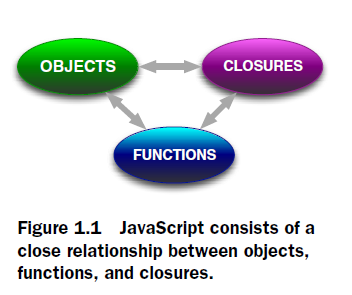 OBJECTS
CLOSURES
FUNCTIONS
Figure 1.1 JavaScript consists of a
close relationship between objects,
functions, and closures.